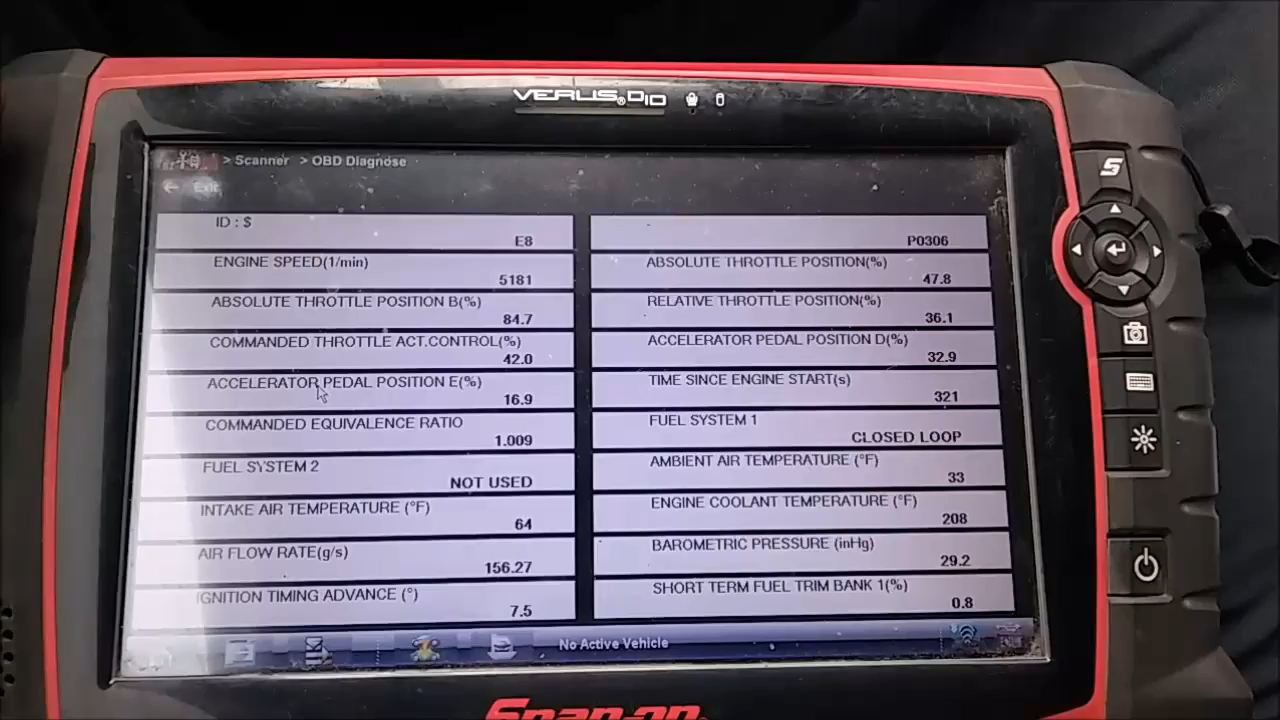 VERUS® D10
> Scanner > OBD Diagnose
Exit
ID : $
E8
P0306
ENGINE SPEED(1/min)
5181
ABSOLUTE THROTTLE POSITION(%)
47.8
ABSOLUTE THROTTLE POSITION B(%)
84.7
RELATIVE THROTTLE POSITION(%)
36.1
COMMANDED THROTTLE ACT.CONTROL(%)
42.0
ACCELERATOR PEDAL POSITION D(%)
32.9
ACCELERATOR PEDAL POSITION E(%)
16.9
TIME SINCE ENGINE START(s)
321
COMMANDED EQUIVALENCE RATIO
1.009
FUEL SYSTEM 1
CLOSED LOOP
FUEL SYSTEM 2
NOT USED
AMBIENT AIR TEMPERATURE (°F)
33
INTAKE AIR TEMPERATURE (°F)
64
ENGINE COOLANT TEMPERATURE (°F)
208
AIR FLOW RATE(g/s)
156.27
BAROMETRIC PRESSURE (inHg)
29.2
IGNITION TIMING ADVANCE (°)
7.5
SHORT TERM FUEL TRIM BANK 1(%)
0.8
No Active Vehicle
Snap-on
S